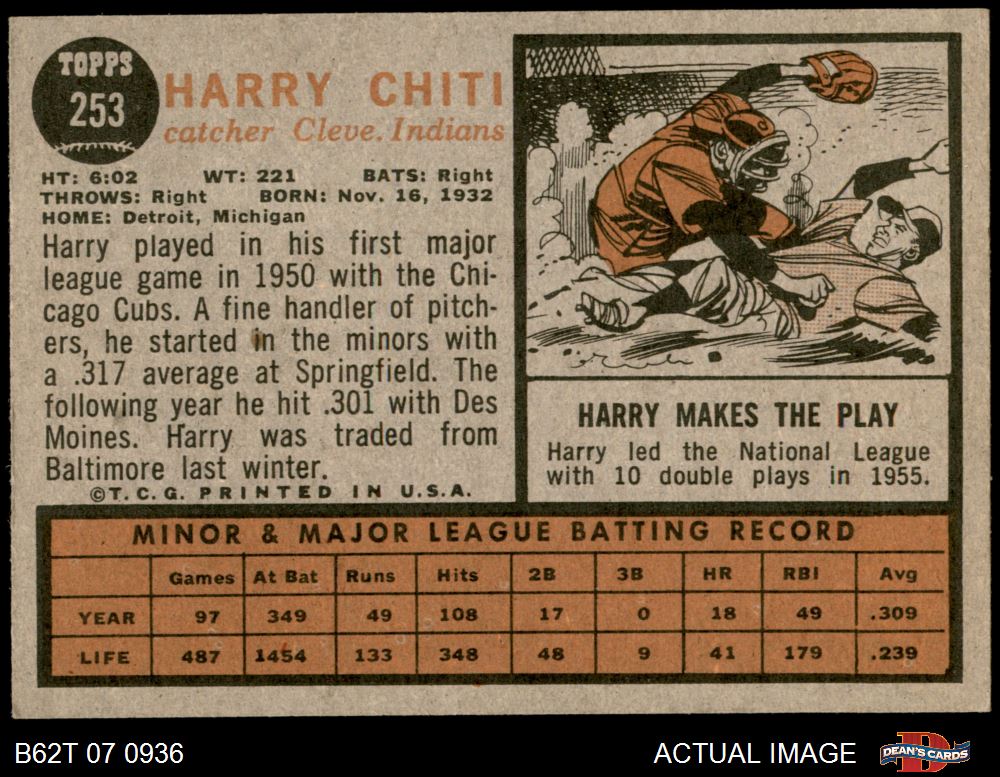 TOPPS
253
HARRY CHITI
catcher Cleve. Indians
HT: 6:02 WT: 221 BATS: Right
THROWS: Right BORN: Nov. 16, 1932
HOME: Detroit, Michigan
Harry played in his first major
league game in 1950 with the Chi-
cago Cubs. A fine handler of pitch-
ers, he started in the minors with
a .317 average at Springfield. The
following year he hit .301 with Des
Moines. Harry was traded from
Baltimore last winter.
©T.C.G. PRINTED IN U.S.A.
HARRY MAKES THE PLAY
Harry led the National League
with 10 double plays in 1955.
MINOR & MAJOR LEAGUE BATTING RECORD
Games At Bat Runs Hits 2B 3B HR RBI Avg
YEAR 97 349 49 108 17 0 18 49 .309
LIFE 487 1454 133 348 48 9 41 179 .239
B62T 07 0936 ACTUAL IMAGE
D
DEAN'S CARDS